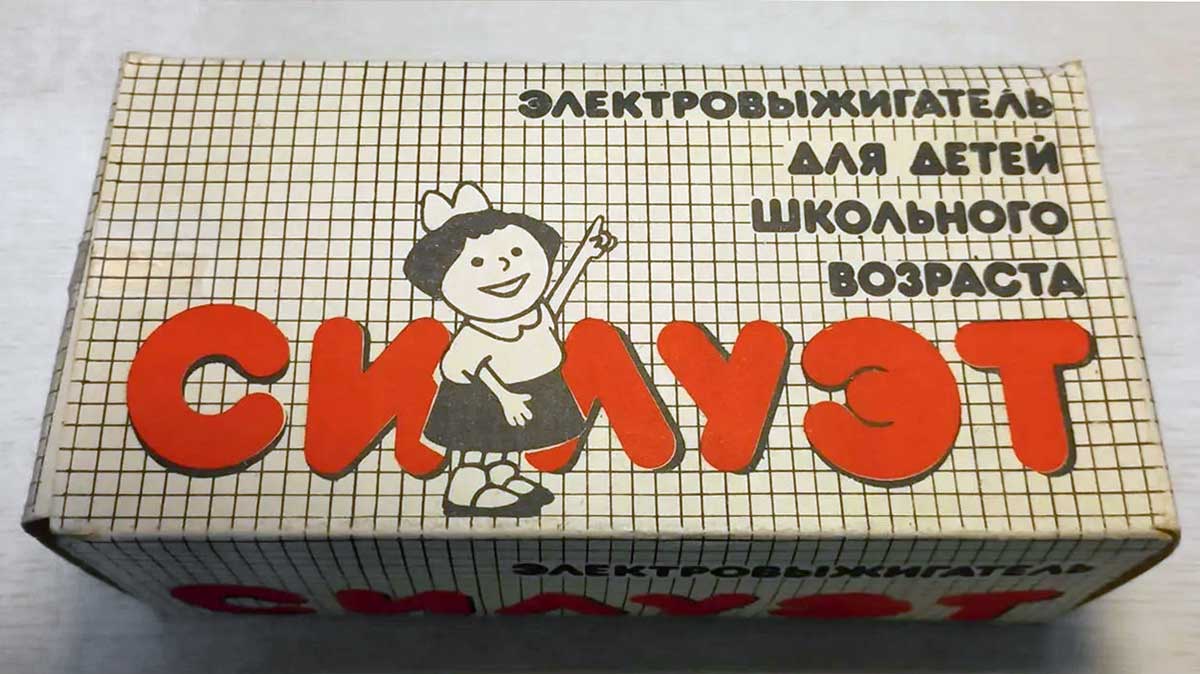 ЭЛЕКТРОВЫЖИГАТЕЛЬ
ДЛЯ ДЕТЕЙ
ШКОЛЬНОГО
ВОЗРАСТА
СИЛУЭТ
ЭЛЕКТРОВЫЖИГАТЕЛЬ
СИЛУЭТ